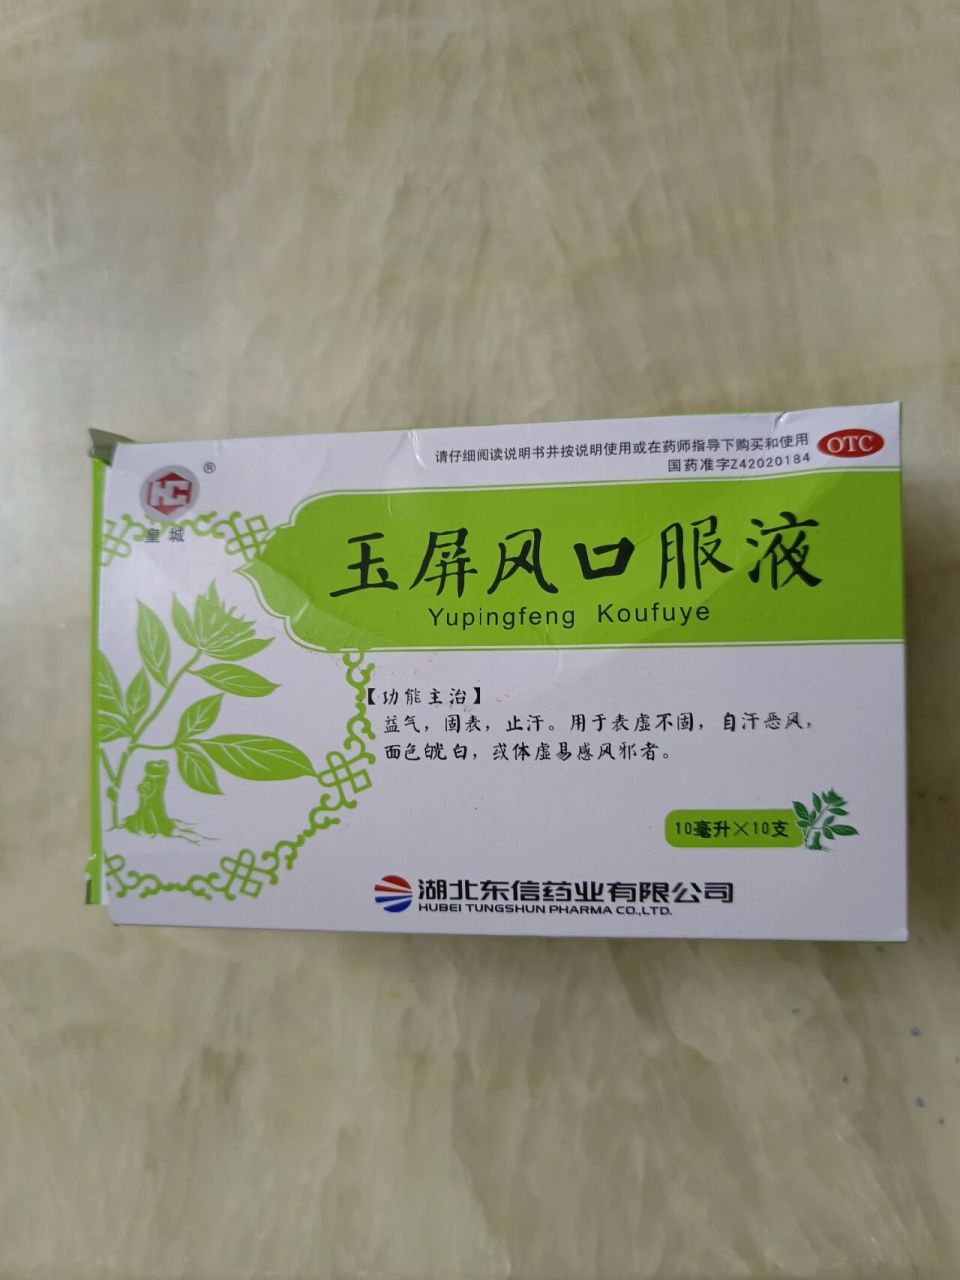 请仔细阅读说明书并按说明使用或在药师指导下购买和使用
国药准字Z42020184
OTC
HC
®
皇城
玉屏风口服液
Yupingfeng Koufuye
【功能主治】
益气，固表，止汗。用于表虚不固，自汗恶风，
面色㿠白，或体虚易感风邪者。
10毫升×10支
湖北东信药业有限公司
HUBEI TUNGSHUN PHARMA CO.,LTD.